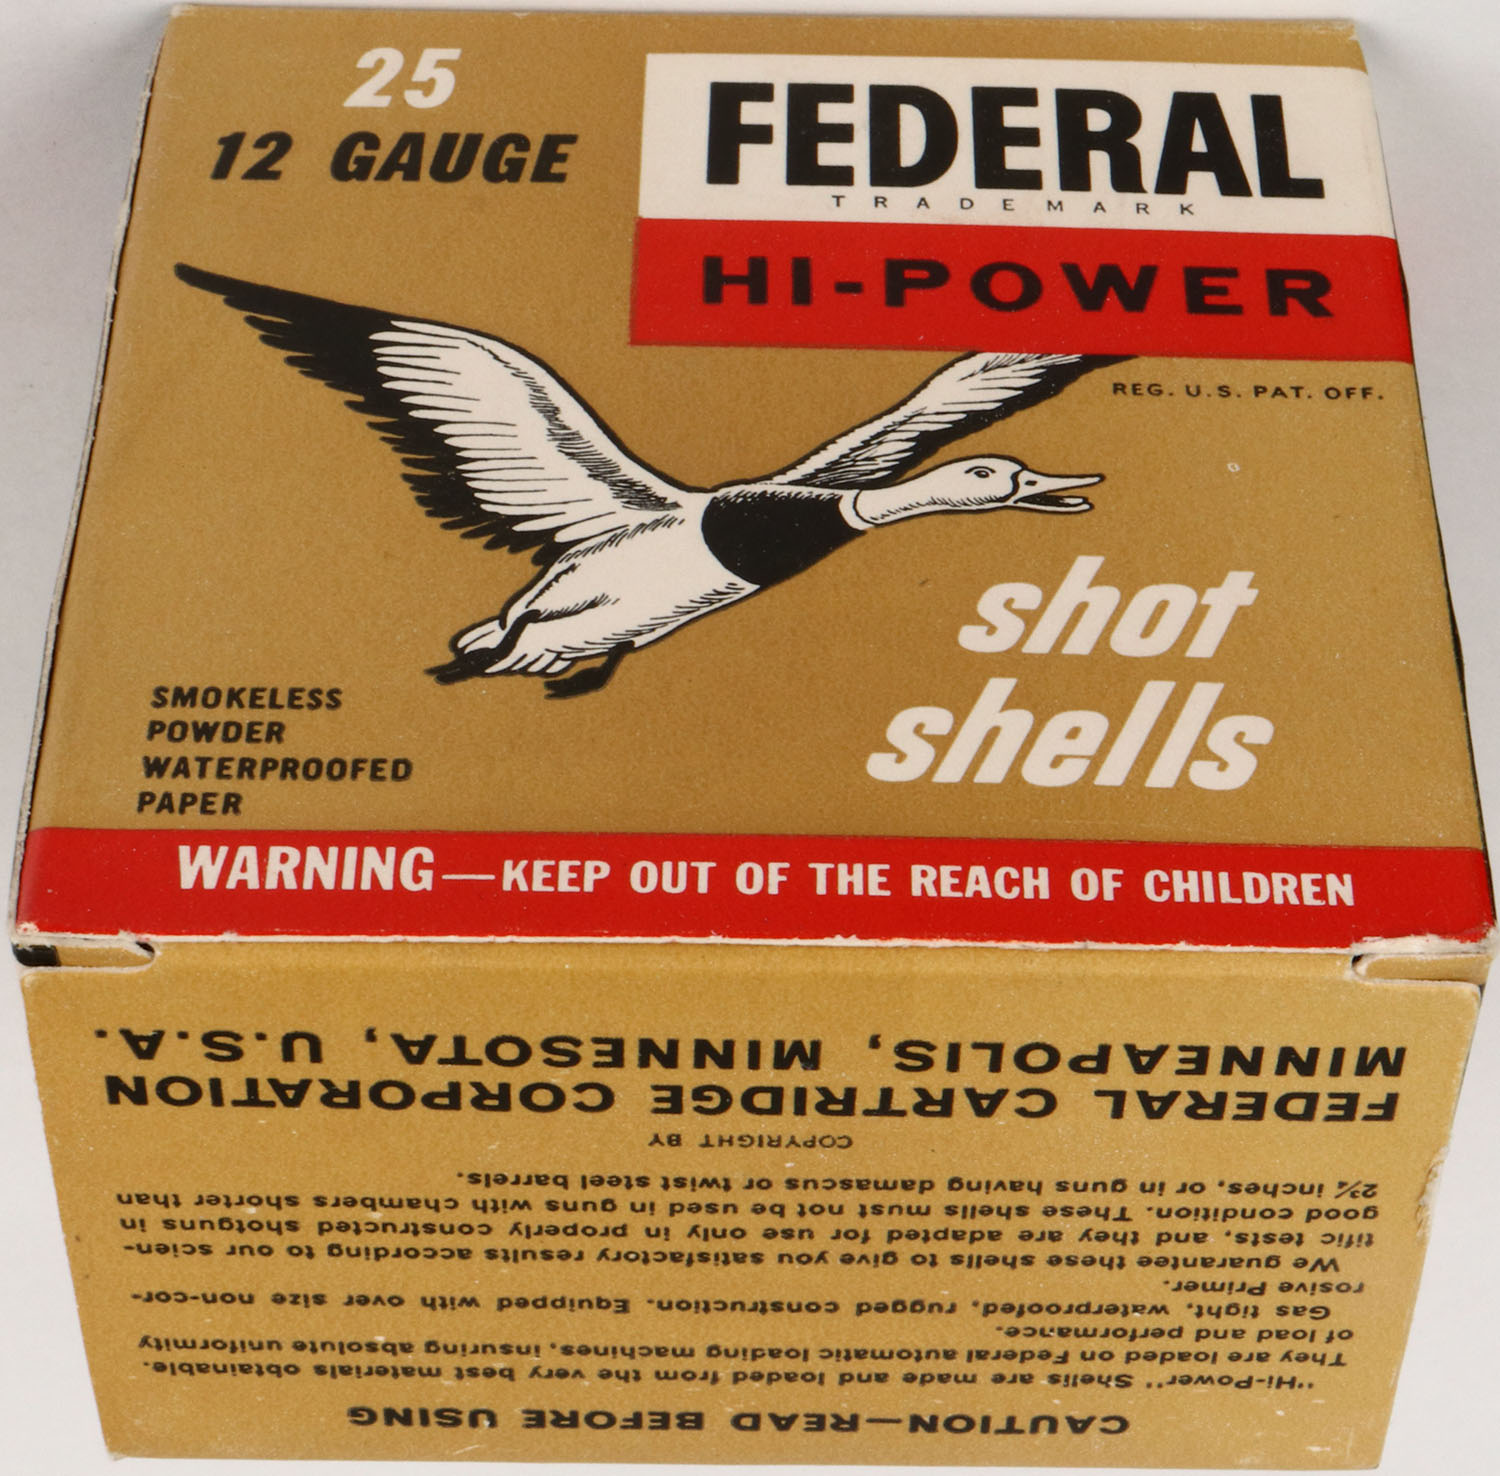 25
12 GAUGE
FEDERAL
TRADEMARK
HI-POWER
REG. U.S. PAT. OFF.
shot
shells
SMOKELESS
POWDER
WATERPROOFED
PAPER
WARNING—KEEP OUT OF THE REACH OF CHILDREN
CAUTION—READ BEFORE USING
"Hi-Power" Shells are made and loaded from the very best materials obtainable.
They are loaded on Federal automatic loading machines, insuring absolute uniformity
of load and performance.
Gas tight, waterproofed, rugged construction. Equipped with over size non-cor-
rosive Primer.
We guarantee these shells to give you satisfactory results according to our scien-
tific tests, and they are adapted for use only in properly constructed shotguns in
good condition. These shells must not be used in guns with chambers shorter than
2¾ inches, or in guns having damascus or twist steel barrels.
COPYRIGHT BY
FEDERAL CARTRIDGE CORPORATION
MINNEAPOLIS, MINNESOTA, U.S.A.